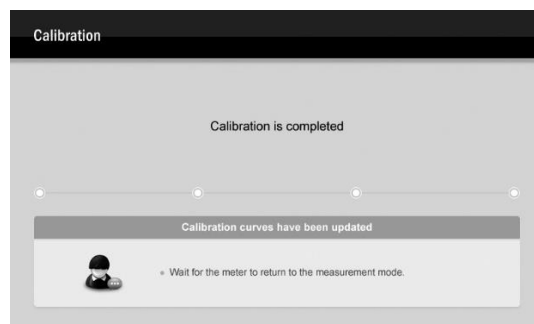 Calibration
Calibration is completed
Calibration curves have been updated
Wait for the meter to return to the measurement mode.